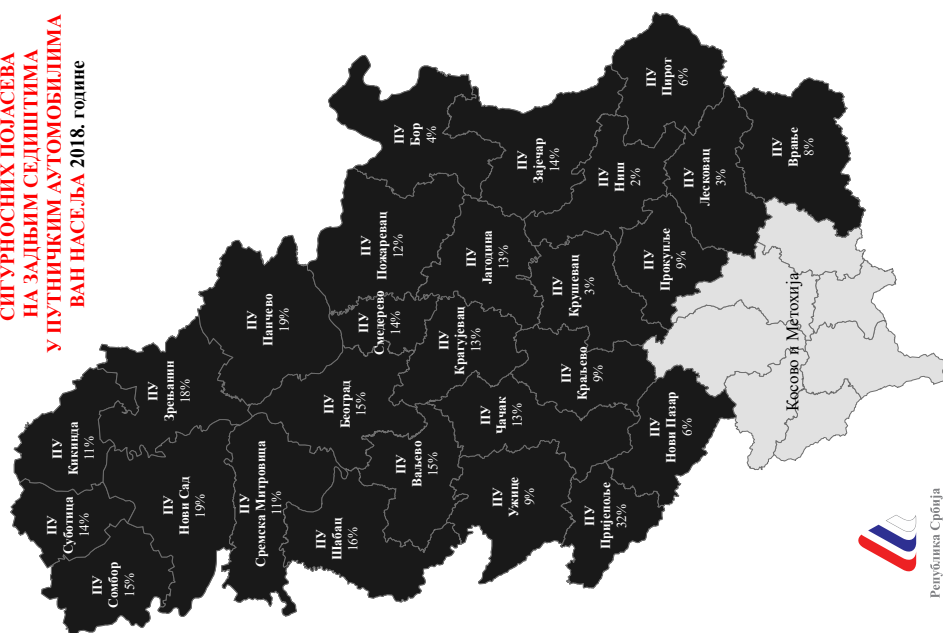 СИГУРНОСНИХ ПОЈАСЕВА
НА ЗАДЊИМ СЕДИШТИМА
У ПУТНИЧКИМ АУТОМОБИЛИМА
ВАН НАСЕЉА 2018. године
ПУ
Суботица
14%
ПУ
Кикинда
11%
ПУ
Сомбор
15%
ПУ
Зрењанин
18%
ПУ
Нови Сад
19%
ПУ
Панчево
19%
ПУ
Сремска Митровица
11%
ПУ
Београд
15%
ПУ
Шабац
16%
ПУ
Смедерево
14%
ПУ
Пожаревац
12%
ПУ
Бор
4%
ПУ
Ваљево
15%
ПУ
Крагујевац
13%
ПУ
Јагодина
13%
ПУ
Зајечар
14%
ПУ
Ужице
9%
ПУ
Чачак
13%
ПУ
Краљево
9%
ПУ
Крушевац
3%
ПУ
Ниш
2%
ПУ
Пирот
6%
ПУ
Пријепоље
32%
ПУ
Нови Пазар
6%
ПУ
Прокупље
9%
ПУ
Лесковац
3%
ПУ
Врање
8%
Косово и Метохија
Република Србија